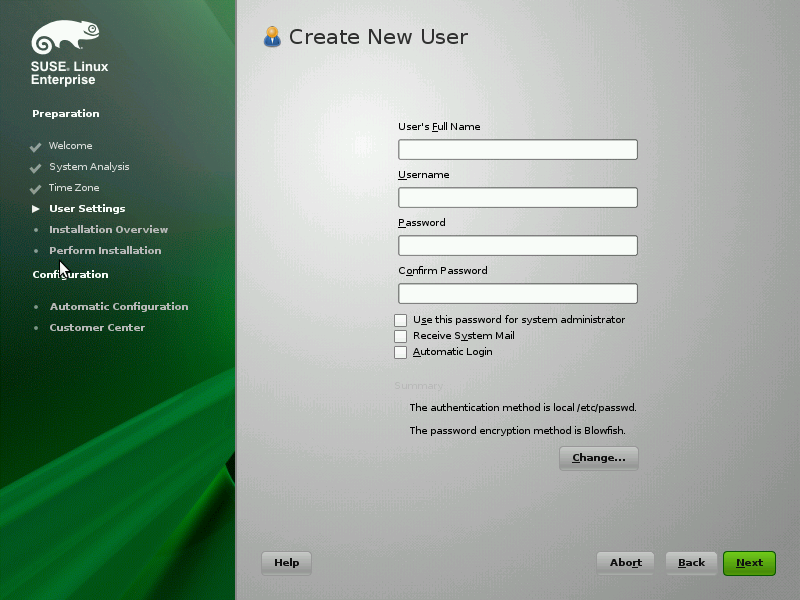 SUSE. Linux
Enterprise
Preparation
Welcome
System Analysis
Time Zone
User Settings
Installation Overview
Perform Installation
Configuration
Automatic Configuration
Customer Center
Create New User
User's Full Name
Username
Password
Confirm Password
Use this password for system administrator
Receive System Mail
Automatic Login
Summary
The authentication method is local /etc/passwd.
The password encryption method is Blowfish.
Change...
Help
Abort
Back
Next